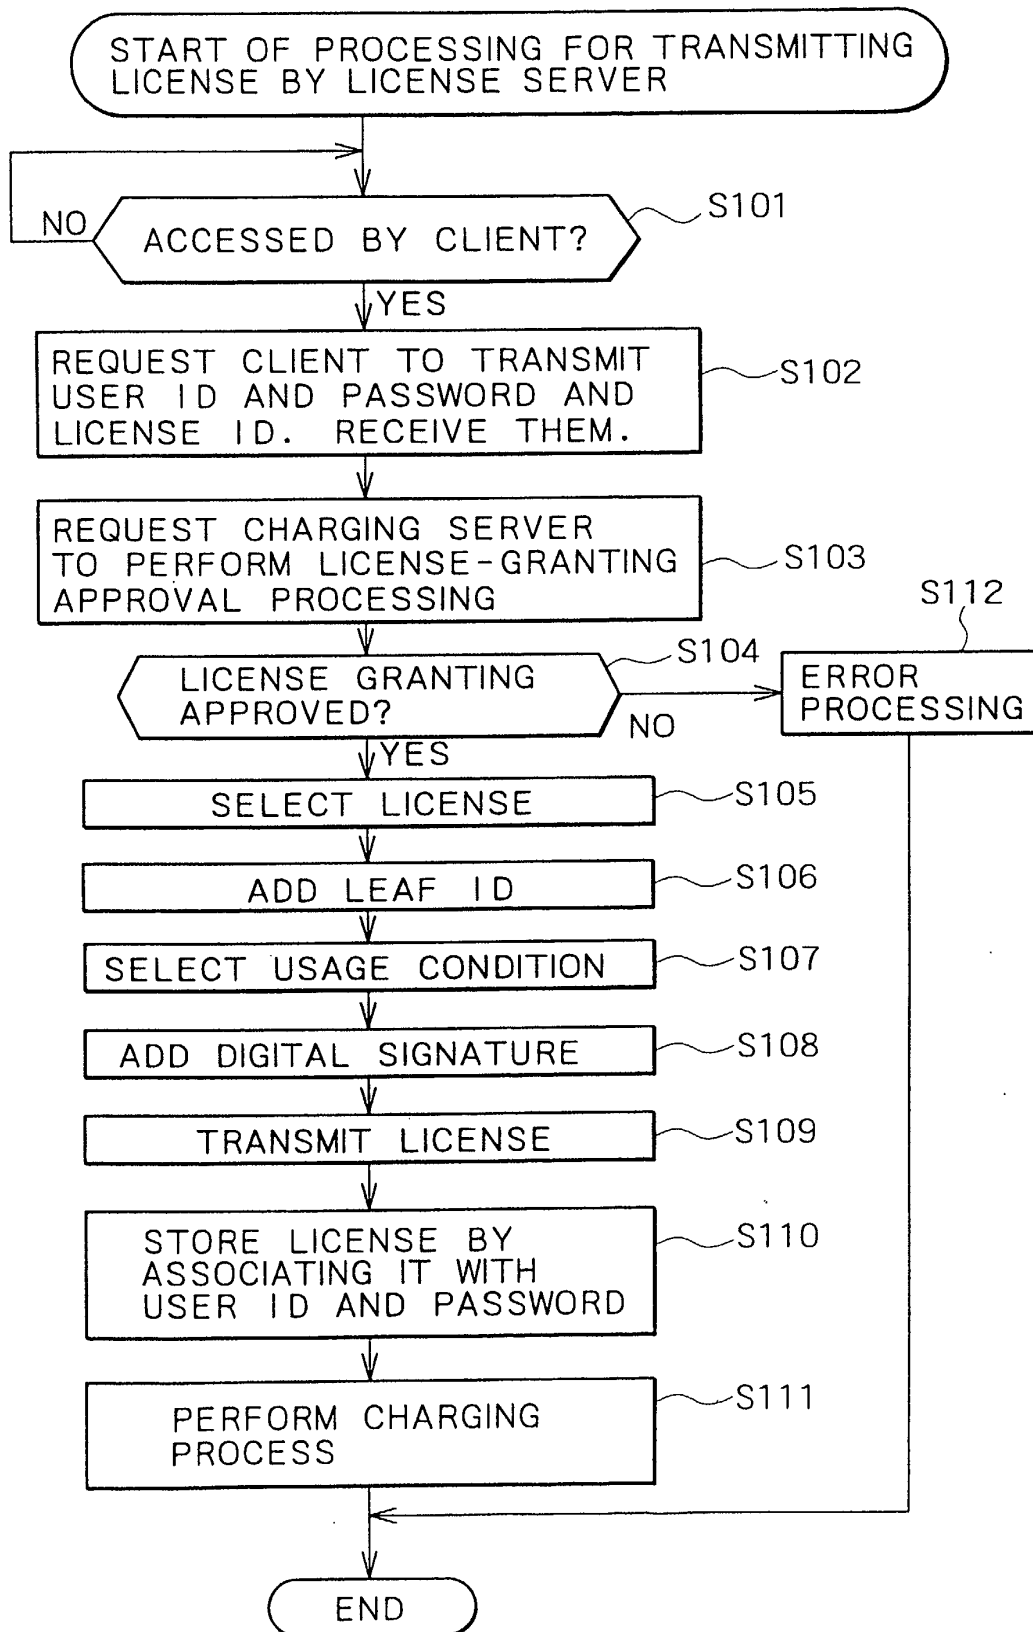 START OF PROCESSING FOR TRANSMITTING
LICENSE BY LICENSE SERVER
S101
NO
ACCESSED BY CLIENT?
YES
REQUEST CLIENT TO TRANSMIT
USER ID AND PASSWORD AND
LICENSE ID. RECEIVE THEM.
S102
REQUEST CHARGING SERVER
TO PERFORM LICENSE-GRANTING
APPROVAL PROCESSING
S103
S112
S104
LICENSE GRANTING
APPROVED?
NO
ERROR
PROCESSING
YES
SELECT LICENSE
S105
ADD LEAF ID
S106
SELECT USAGE CONDITION
S107
ADD DIGITAL SIGNATURE
S108
TRANSMIT LICENSE
S109
STORE LICENSE BY
ASSOCIATING IT WITH
USER ID AND PASSWORD
S110
PERFORM CHARGING
PROCESS
S111
END